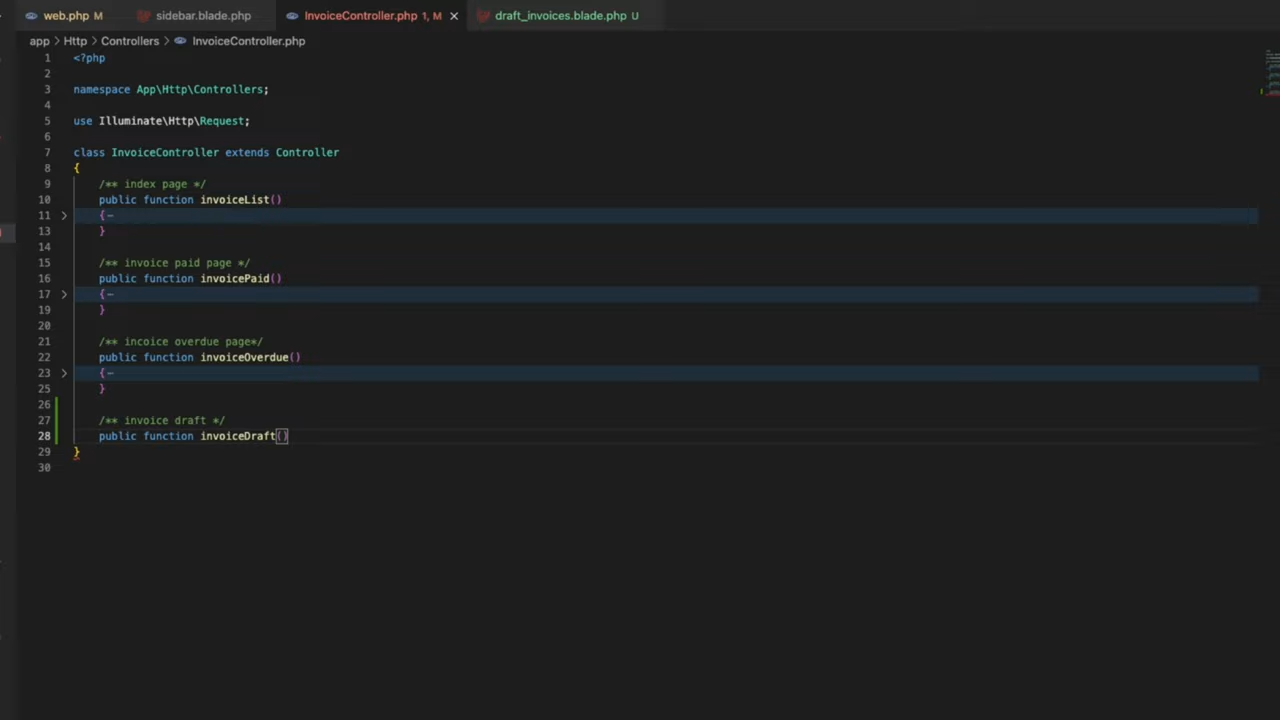 web.php M
sidebar.blade.php
InvoiceController.php 1, M
draft_invoices.blade.php U
app > Http > Controllers > InvoiceController.php
1 <?php
2
3 namespace App\Http\Controllers;
4
5 use Illuminate\Http\Request;
6
7 class InvoiceController extends Controller
8 {
9 /** index page */
10 public function invoiceList()
11 {
13 }
14
15 /** invoice paid page */
16 public function invoicePaid()
17 {
19 }
20
21 /** incoice overdue page*/
22 public function invoiceOverdue()
23 {
25 }
26
27 /** invoice draft */
28 public function invoiceDraft()
29 }
30